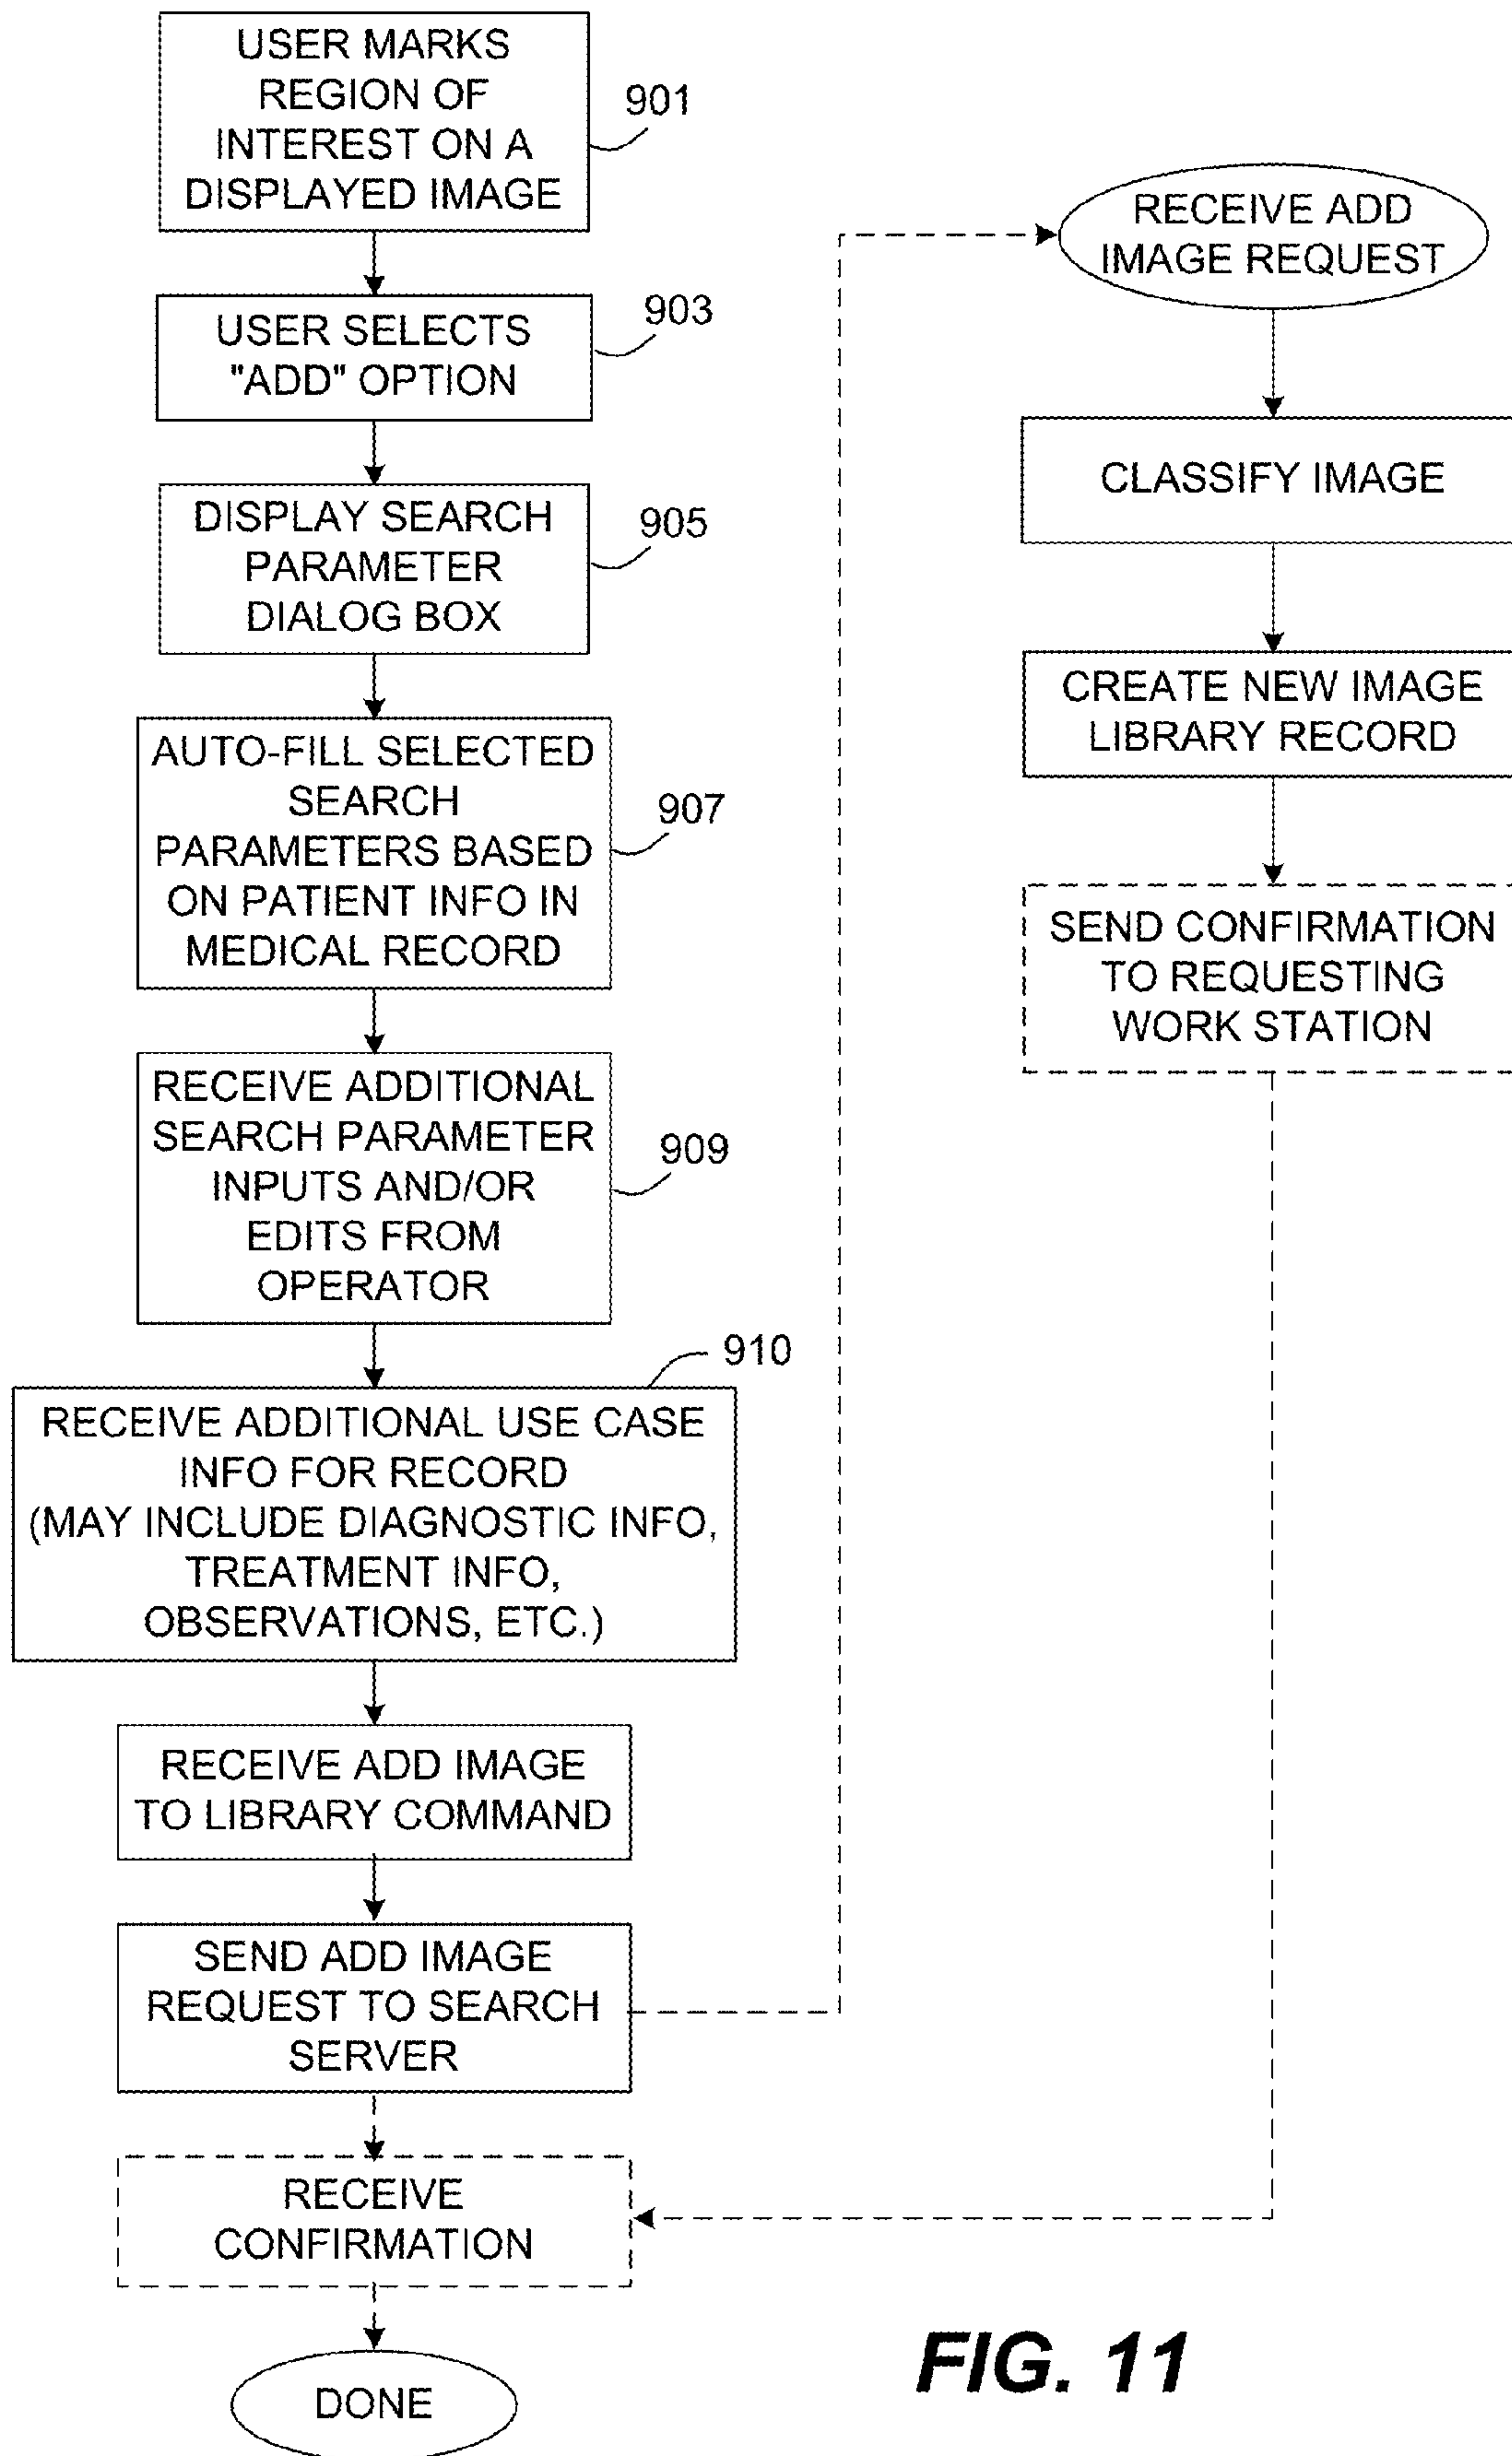 USER MARKS
REGION OF
INTEREST ON A
DISPLAYED IMAGE
901
USER SELECTS
"ADD" OPTION
903
DISPLAY SEARCH
PARAMETER
DIALOG BOX
905
AUTO-FILL SELECTED
SEARCH
PARAMETERS BASED
ON PATIENT INFO IN
MEDICAL RECORD
907
RECEIVE ADDITIONAL
SEARCH PARAMETER
INPUTS AND/OR
EDITS FROM
OPERATOR
909
910
RECEIVE ADDITIONAL USE CASE
INFO FOR RECORD
(MAY INCLUDE DIAGNOSTIC INFO,
TREATMENT INFO,
OBSERVATIONS, ETC.)
RECEIVE ADD IMAGE
TO LIBRARY COMMAND
SEND ADD IMAGE
REQUEST TO SEARCH
SERVER
RECEIVE
CONFIRMATION
DONE
RECEIVE ADD
IMAGE REQUEST
CLASSIFY IMAGE
CREATE NEW IMAGE
LIBRARY RECORD
SEND CONFIRMATION
TO REQUESTING
WORK STATION
FIG. 11